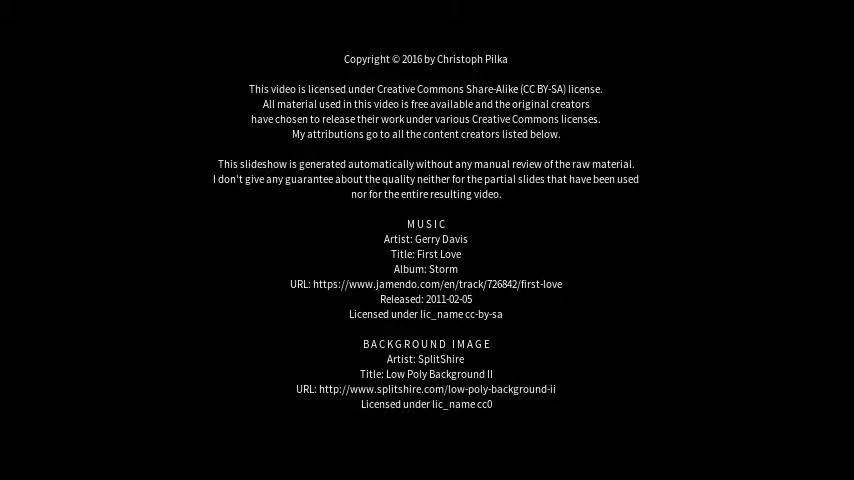 Copyright © 2016 by Christoph Pilka
This video is licensed under Creative Commons Share-Alike (CC BY-SA) license.
All material used in this video is free available and the original creators
have chosen to release their work under various Creative Commons licenses.
My attributions go to all the content creators listed below.
This slideshow is generated automatically without any manual review of the raw material.
I don't give any guarantee about the quality neither for the partial slides that have been used
nor for the entire resulting video.
MUSIC
Artist: Gerry Davis
Title: First Love
Album: Storm
URL: https://www.jamendo.com/en/track/726842/first-love
Released: 2011-02-05
Licensed under lic_name cc-by-sa
BACKGROUND IMAGE
Artist: SplitShire
Title: Low Poly Background II
URL: http://www.splitshire.com/low-poly-background-ii
Licensed under lic_name cc0